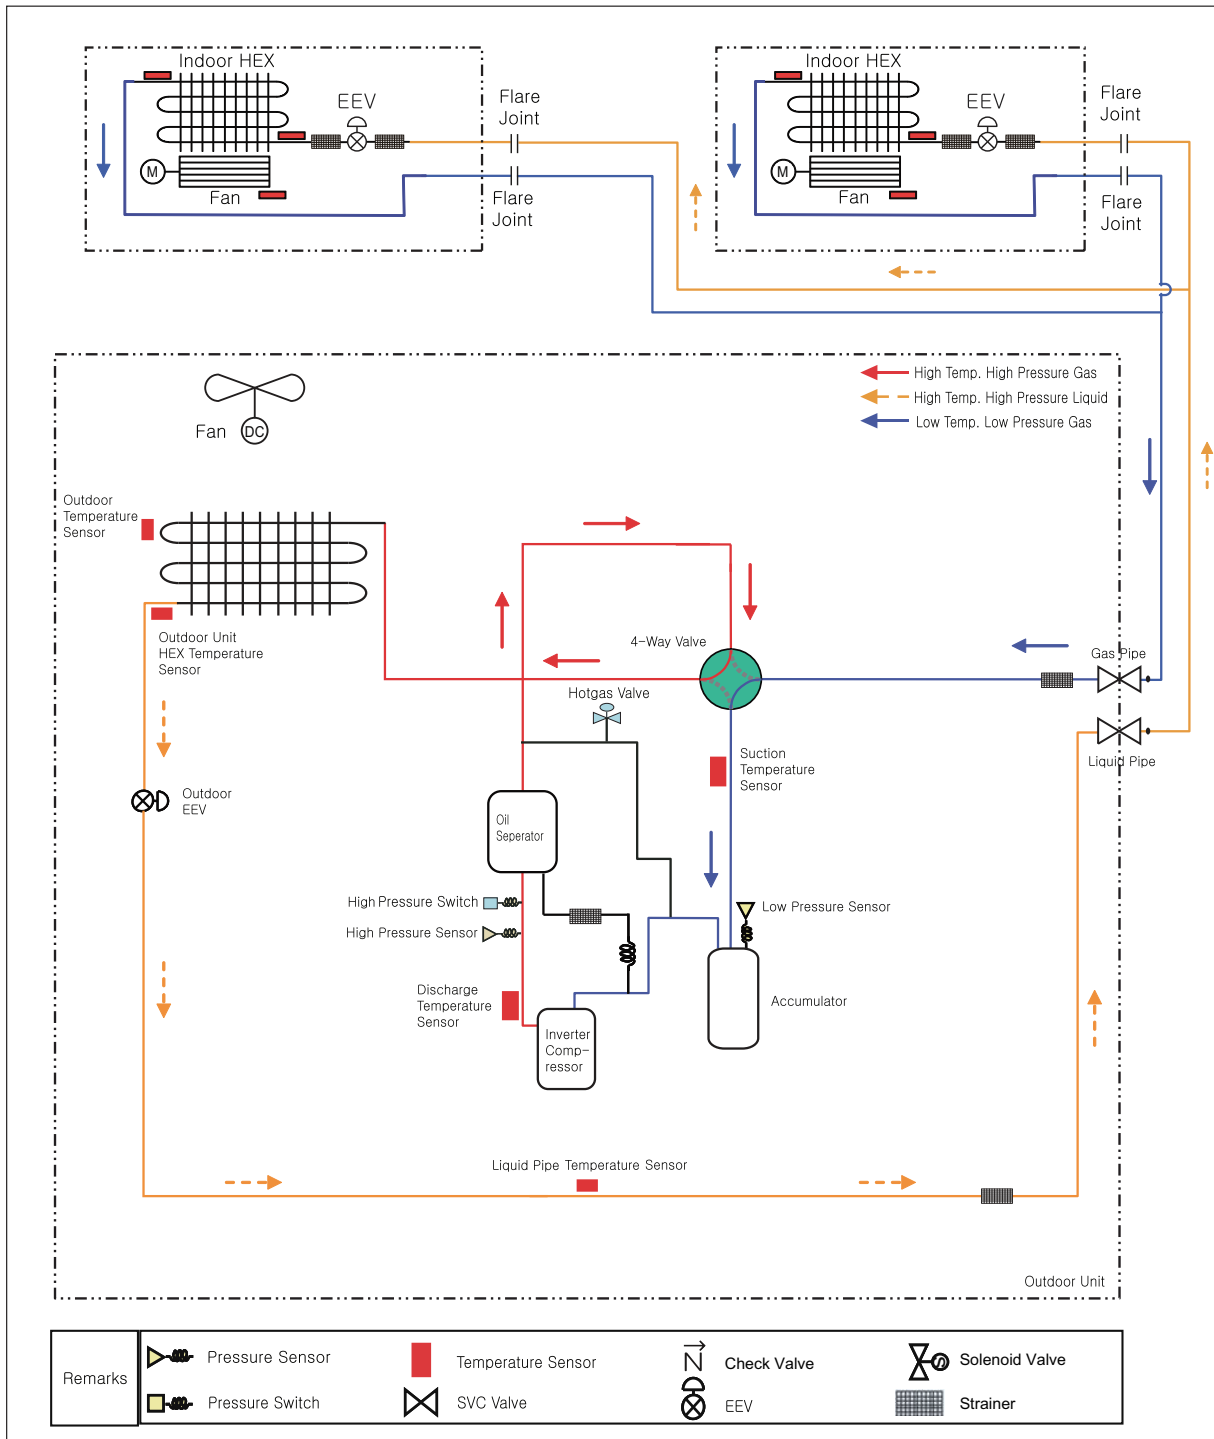 Indoor HEX
EEV
Flare
Joint
M
Fan
Flare
Joint
Indoor HEX
EEV
Flare
Joint
M
Fan
Flare
Joint
High Temp. High Pressure Gas
High Temp. High Pressure Liquid
Low Temp. Low Pressure Gas
Fan
DC
Outdoor
Temperature
Sensor
Outdoor Unit
HEX Temperature
Sensor
4-Way Valve
Gas Pipe
Hotgas Valve
Liquid Pipe
Suction
Temperature
Sensor
Outdoor
EEV
Oil
Seperator
High Pressure Switch
High Pressure Sensor
Low Pressure Sensor
Discharge
Temperature
Sensor
Accumulator
Inverter
Comp-
ressor
Liquid Pipe Temperature Sensor
Outdoor Unit
Remarks
Pressure Sensor
Temperature Sensor
Check Valve
S
Solenoid Valve
Pressure Switch
SVC Valve
EEV
Strainer